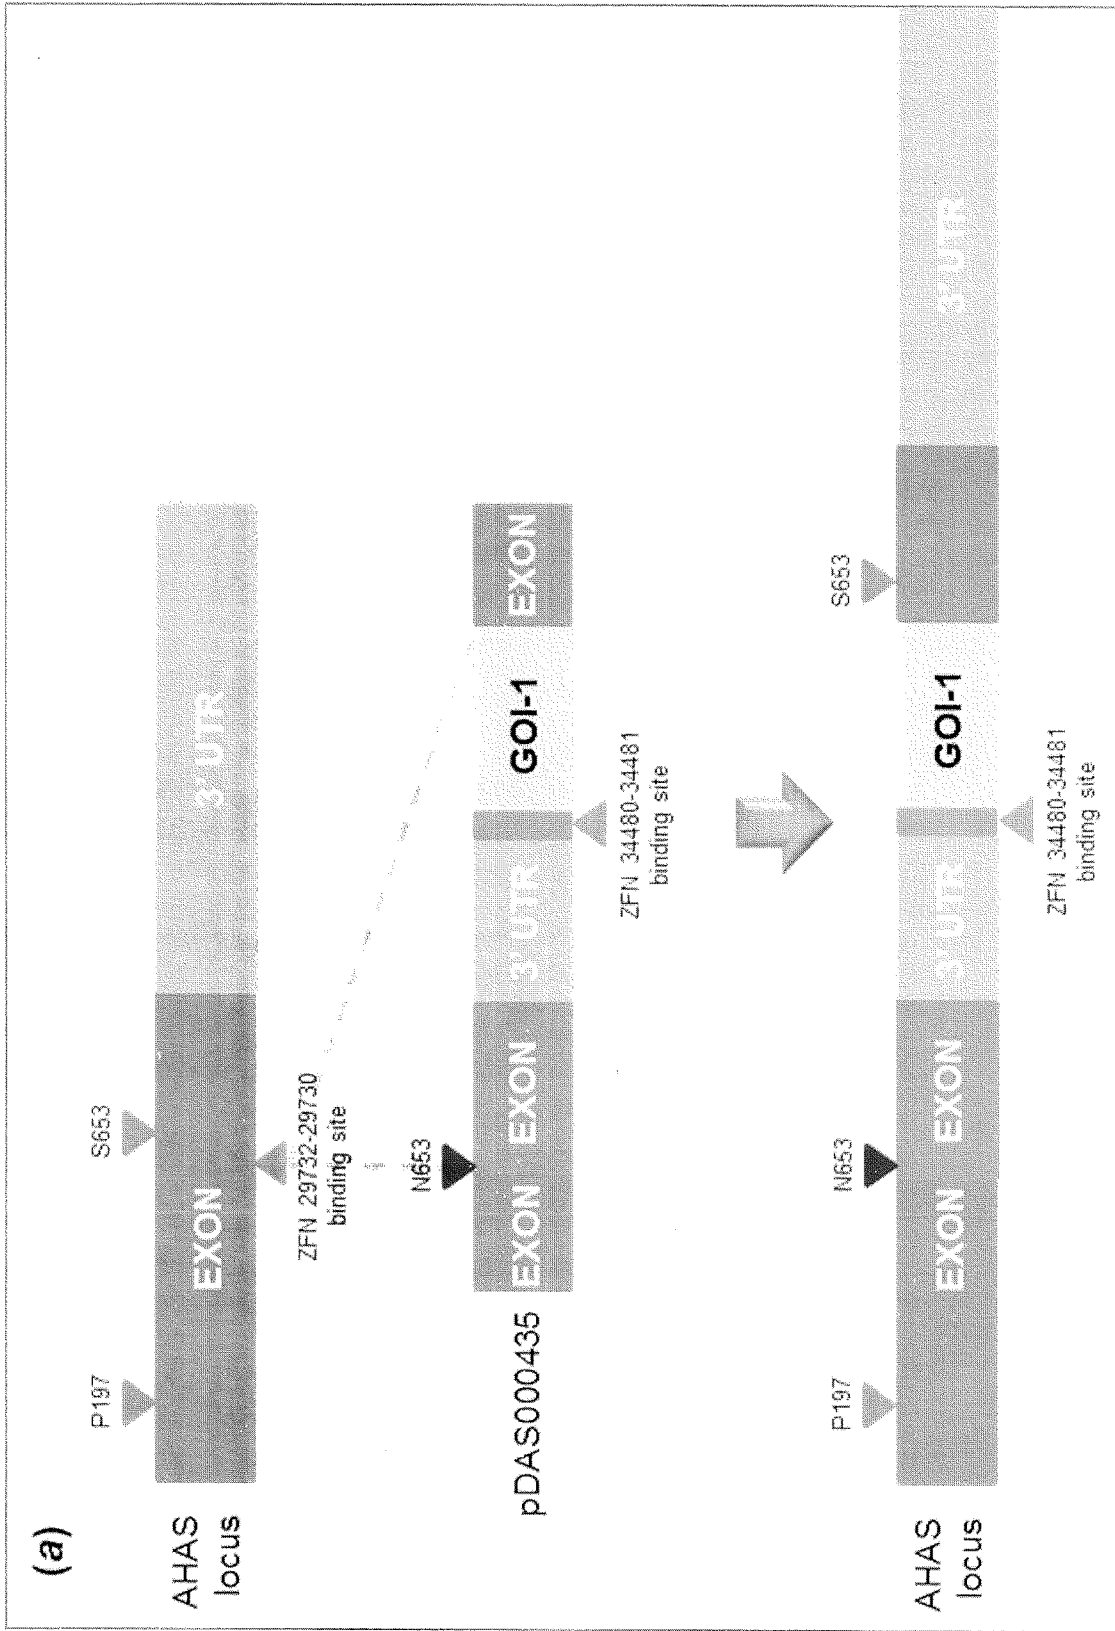 (a)
AHAS
locus
P197
S653
EXON
3' UTR
ZFN 29732-29730
binding site
N653
pDAS000435
EXON EXON 3' UTR GOI-1 EXON
ZFN 34480-34481
binding site
AHAS
locus
P197
N653
S653
EXON EXON 3' UTR GOI-1 3' UTR
ZFN 34480-34481
binding site